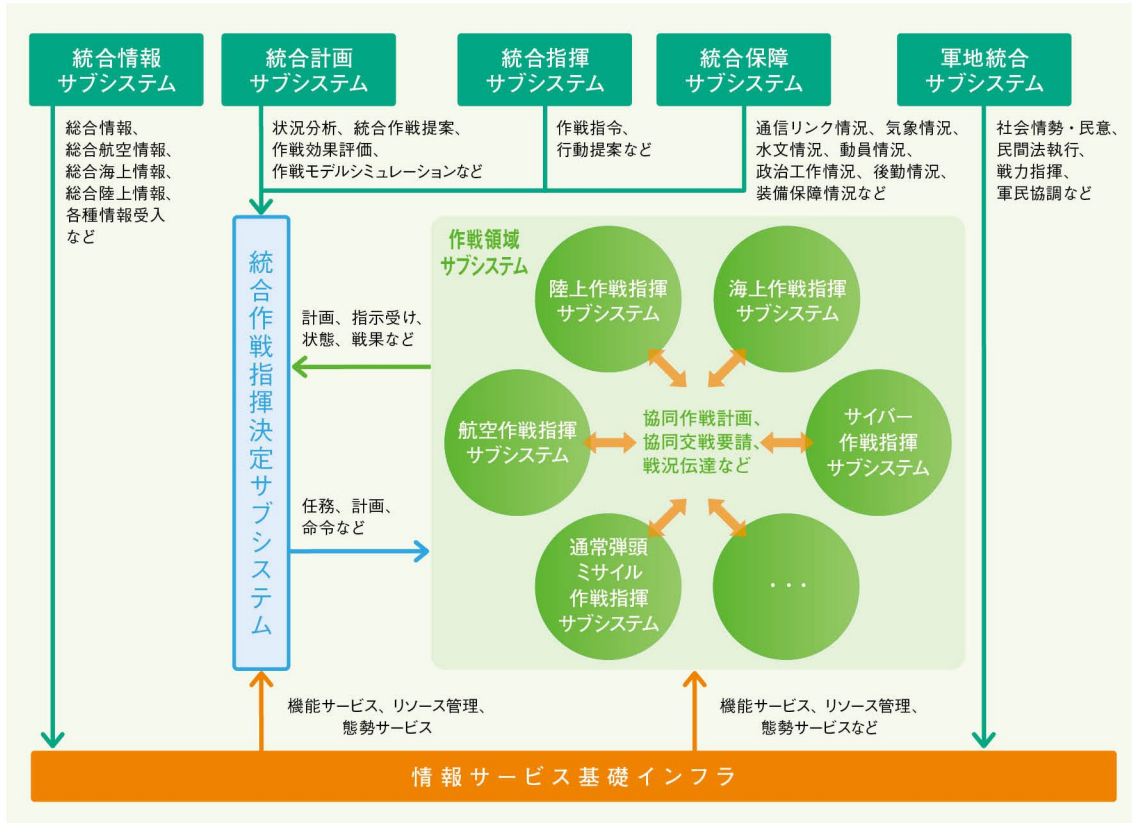 統合情報
サブシステム
統合計画
サブシステム
統合指揮
サブシステム
統合保障
サブシステム
軍地統合
サブシステム
総合情報、
総合航空情報、
総合海上情報、
総合陸上情報、
各種情報受入
など
状況分析、統合作戦提案、
作戦効果評価、
作戦モデルシミュレーションなど
作戦指令、
行動提案など
通信リンク情況、気象情況、
水文情況、動員情況、
政治工作情況、後勤情況、
装備保障情況など
社会情勢・民意、
民間法執行、
戦力指揮、
軍民協調など
統合作戦指揮決定サブシステム
計画、指示受け、
状態、戦果など
任務、計画、
命令など
作戦領域
サブシステム
陸上作戦指揮
サブシステム
海上作戦指揮
サブシステム
航空作戦指揮
サブシステム
協同作戦計画、
協同交戦要請、
戦況伝達など
サイバー
作戦指揮
サブシステム
通常弾頭
ミサイル
作戦指揮
サブシステム
・・・
機能サービス、リソース管理、
態勢サービス
機能サービス、リソース管理、
態勢サービスなど
情報サービス基礎インフラ